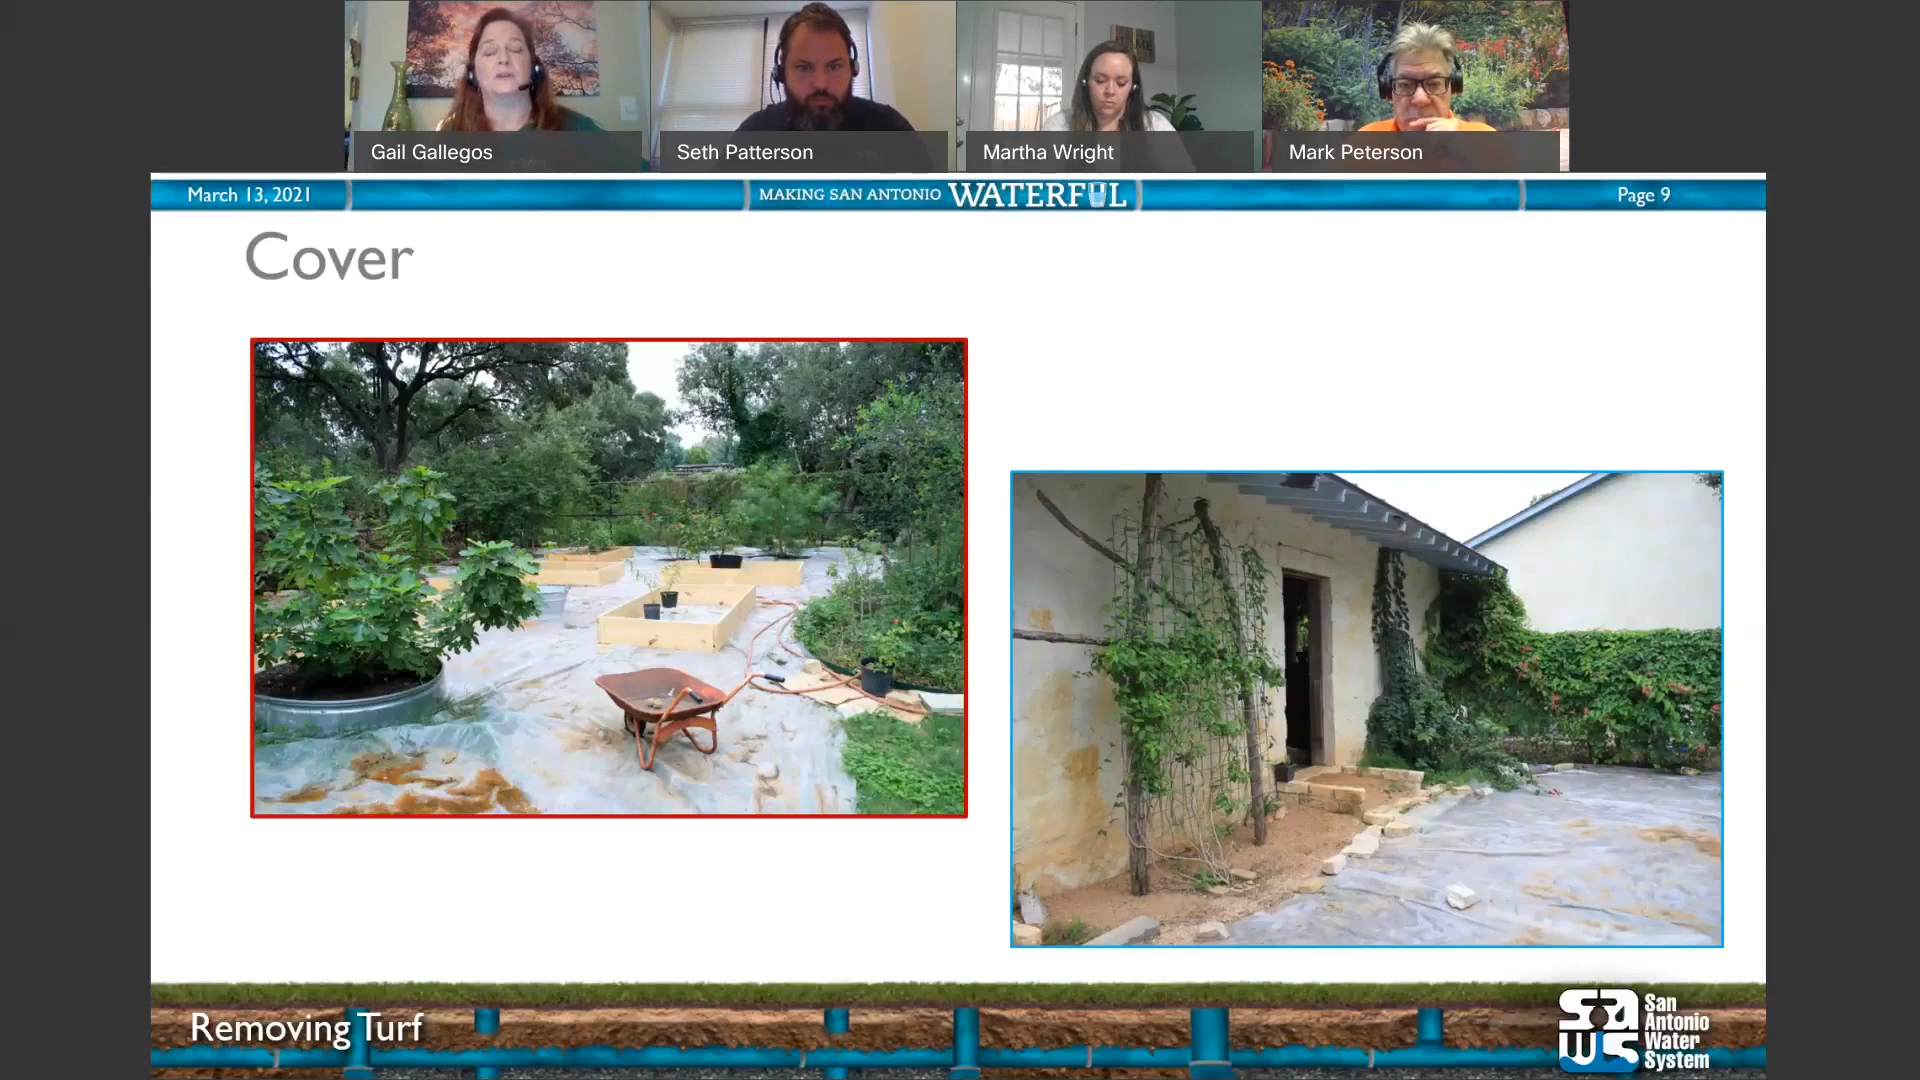 Gail Gallegos
Seth Patterson
Martha Wright
Mark Peterson
March 13, 2021
MAKING SAN ANTONIO WATERFUL
Page 9
Cover
Removing Turf
SAWS
San
Antonio
Water
System